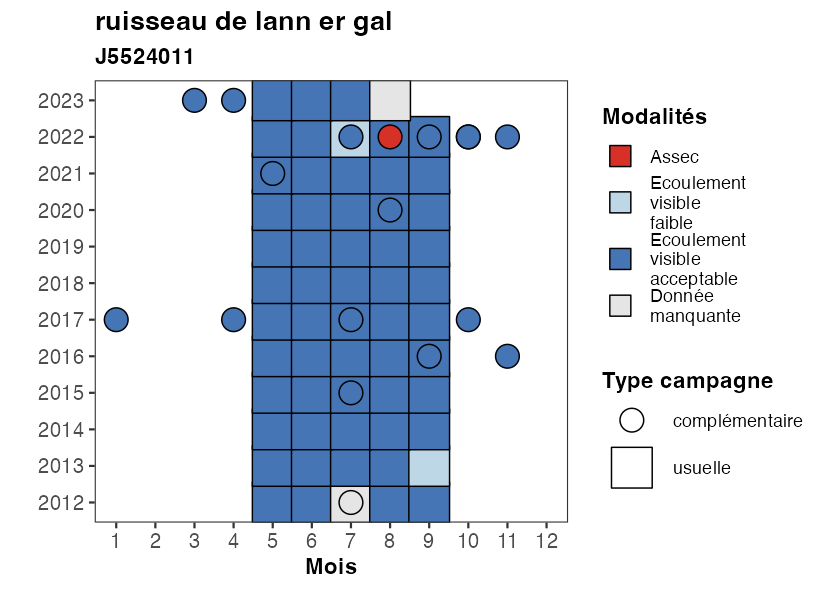 ruisseau de lann er gal
J5524011
2023
2022
2021
2020
2019
2018
2017
2016
2015
2014
2013
2012
1 2 3 4 5 6 7 8 9 10 11 12
Mois
Modalités
Assec
Ecoulement
visible
faible
Ecoulement
visible
acceptable
Donnée
manquante
Type campagne
complémentaire
usuelle